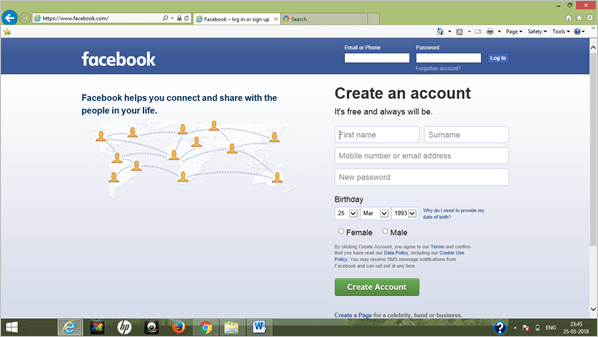 https://www.facebook.com/
Facebook – log in or sign up
Search
Page
Safety
Tools
facebook
Email or Phone
Password
Log In
Forgotten account?
Facebook helps you connect and share with the
people in your life.
Create an account
It's free and always will be.
First name
Surname
Mobile number or email address
New password
Birthday
25
Mar
1993
Why do I need to provide my
date of birth?
Female
Male
By clicking Create Account, you agree to our Terms and confirm
that you have read our Data Policy, including our Cookie Use
Policy. You may receive SMS message notifications from
Facebook and can opt out at any time.
Create Account
Create a Page for a celebrity, band or business.
hp
ENG
23:45
25-03-2018